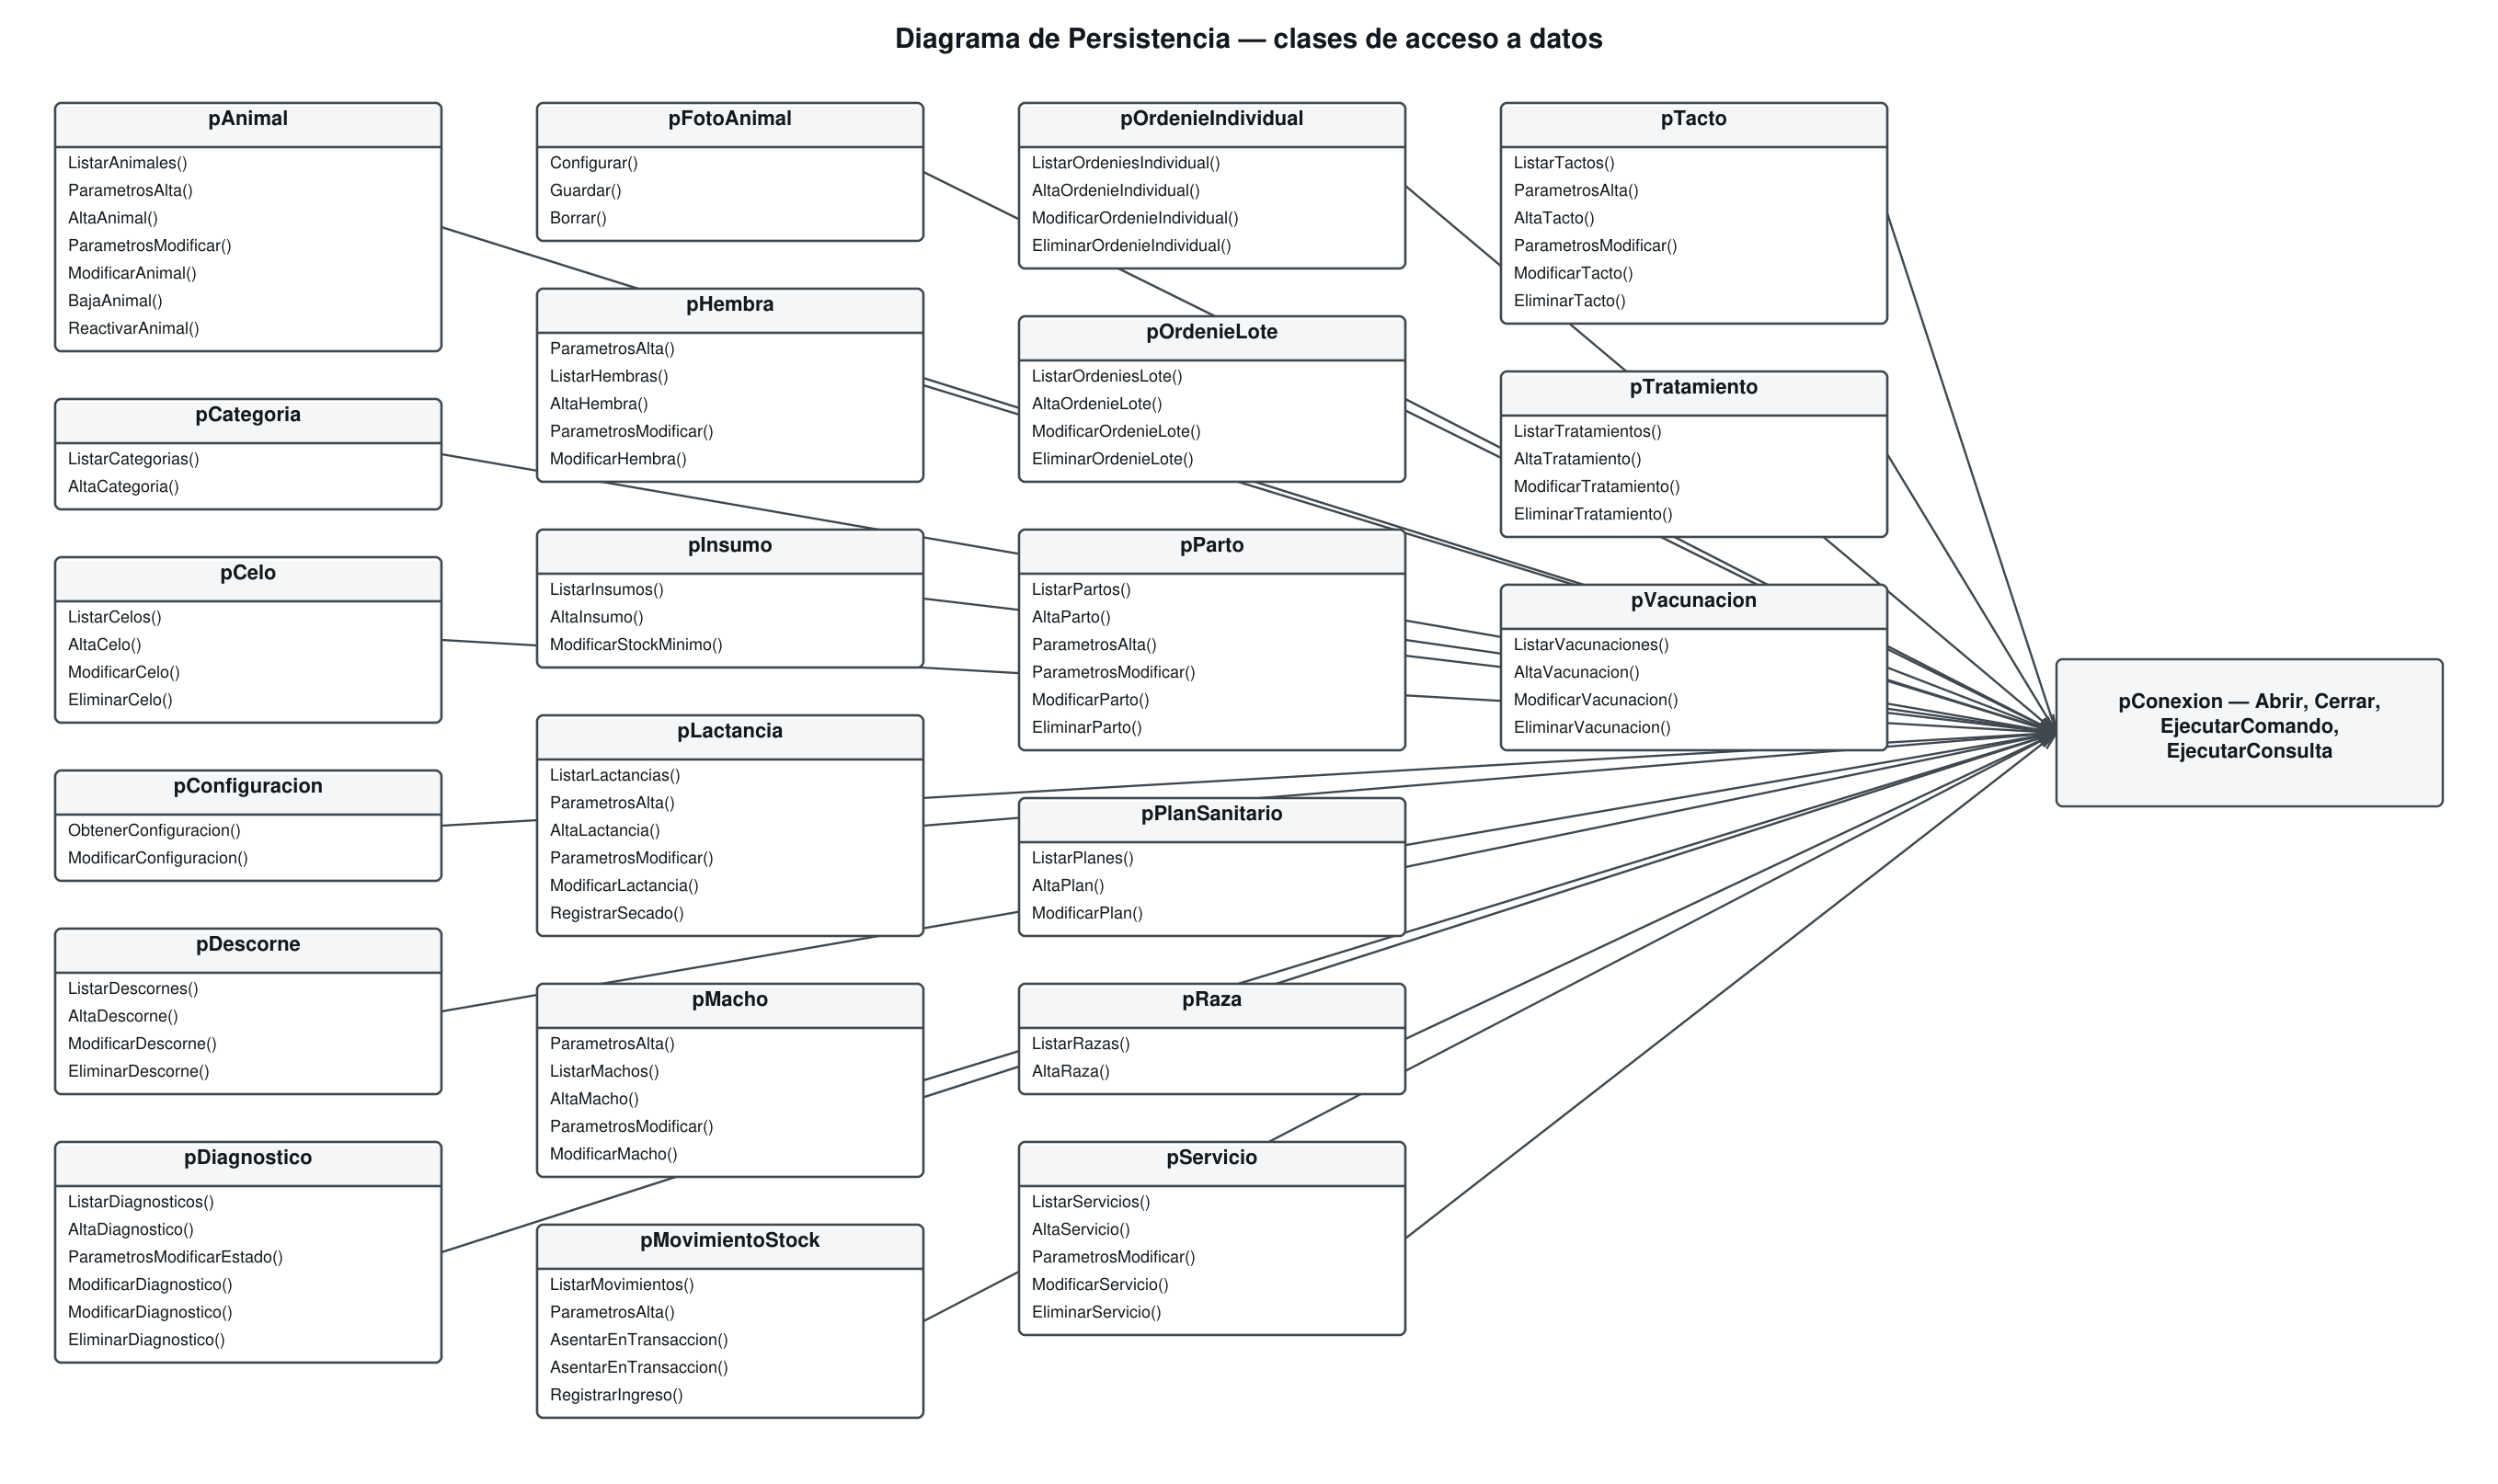 Diagrama de Persistencia — clases de acceso a datos
pAnimal
ListarAnimales()
ParametrosAlta()
AltaAnimal()
ParametrosModificar()
ModificarAnimal()
BajaAnimal()
ReactivarAnimal()
pCategoria
ListarCategorias()
AltaCategoria()
pCelo
ListarCelos()
AltaCelo()
ModificarCelo()
EliminarCelo()
pConfiguracion
ObtenerConfiguracion()
ModificarConfiguracion()
pDescorne
ListarDescornes()
AltaDescorne()
ModificarDescorne()
EliminarDescorne()
pDiagnostico
ListarDiagnosticos()
AltaDiagnostico()
ParametrosModificarEstado()
ModificarDiagnostico()
ModificarDiagnostico()
EliminarDiagnostico()
pFotoAnimal
Configurar()
Guardar()
Borrar()
pHembra
ParametrosAlta()
ListarHembras()
AltaHembra()
ParametrosModificar()
ModificarHembra()
pInsumo
ListarInsumos()
AltaInsumo()
ModificarStockMinimo()
pLactancia
ListarLactancias()
ParametrosAlta()
AltaLactancia()
ParametrosModificar()
ModificarLactancia()
RegistrarSecado()
pMacho
ParametrosAlta()
ListarMachos()
AltaMacho()
ParametrosModificar()
ModificarMacho()
pMovimientoStock
ListarMovimientos()
ParametrosAlta()
AsentarEnTransaccion()
AsentarEnTransaccion()
RegistrarIngreso()
pOrdenieIndividual
ListarOrdeniesIndividual()
AltaOrdenieIndividual()
ModificarOrdenieIndividual()
EliminarOrdenieIndividual()
pOrdenieLote
ListarOrdeniesLote()
AltaOrdenieLote()
ModificarOrdenieLote()
EliminarOrdenieLote()
pParto
ListarPartos()
AltaParto()
ParametrosAlta()
ParametrosModificar()
ModificarParto()
EliminarParto()
pPlanSanitario
ListarPlanes()
AltaPlan()
ModificarPlan()
pRaza
ListarRazas()
AltaRaza()
pServicio
ListarServicios()
AltaServicio()
ParametrosModificar()
ModificarServicio()
EliminarServicio()
pTacto
ListarTactos()
ParametrosAlta()
AltaTacto()
ParametrosModificar()
ModificarTacto()
EliminarTacto()
pTratamiento
ListarTratamientos()
AltaTratamiento()
ModificarTratamiento()
EliminarTratamiento()
pVacunacion
ListarVacunaciones()
AltaVacunacion()
ModificarVacunacion()
EliminarVacunacion()
pConexion — Abrir, Cerrar,
EjecutarComando,
EjecutarConsulta